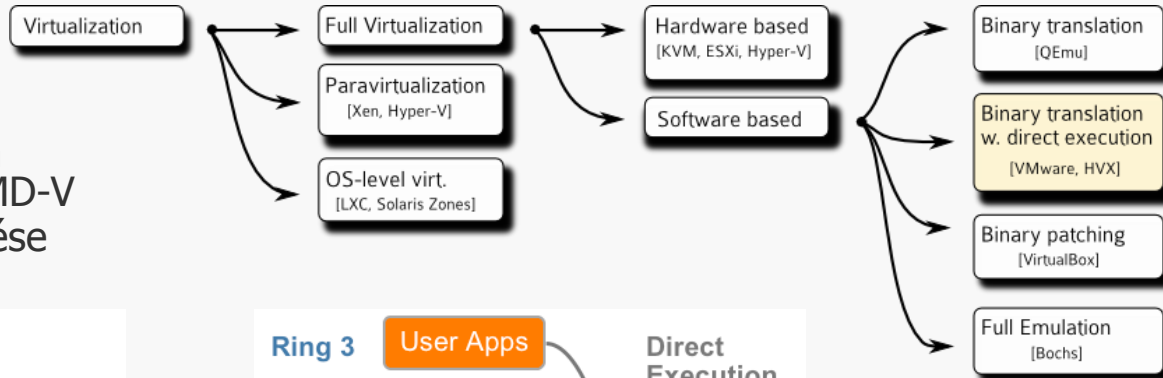 Virtualization
Full Virtualization
Paravirtualization
[Xen, Hyper-V]
OS-level virt.
[LXC, Solaris Zones]
Hardware based
[KVM, ESXi, Hyper-V]
Software based
Binary translation
[QEmu]
Binary translation
w. direct execution
[VMware, HVX]
Binary patching
[VirtualBox]
Full Emulation
[Bochs]
MD-V
ése
Ring 3
User Apps
Direct
Execution